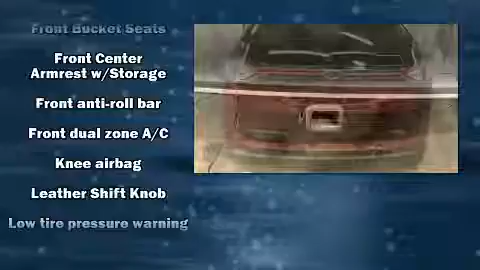 Front Bucket Seats
Front Center
Armrest w/Storage
Front anti-roll bar
Front dual zone A/C
Knee airbag
Leather Shift Knob
Low tire pressure warning